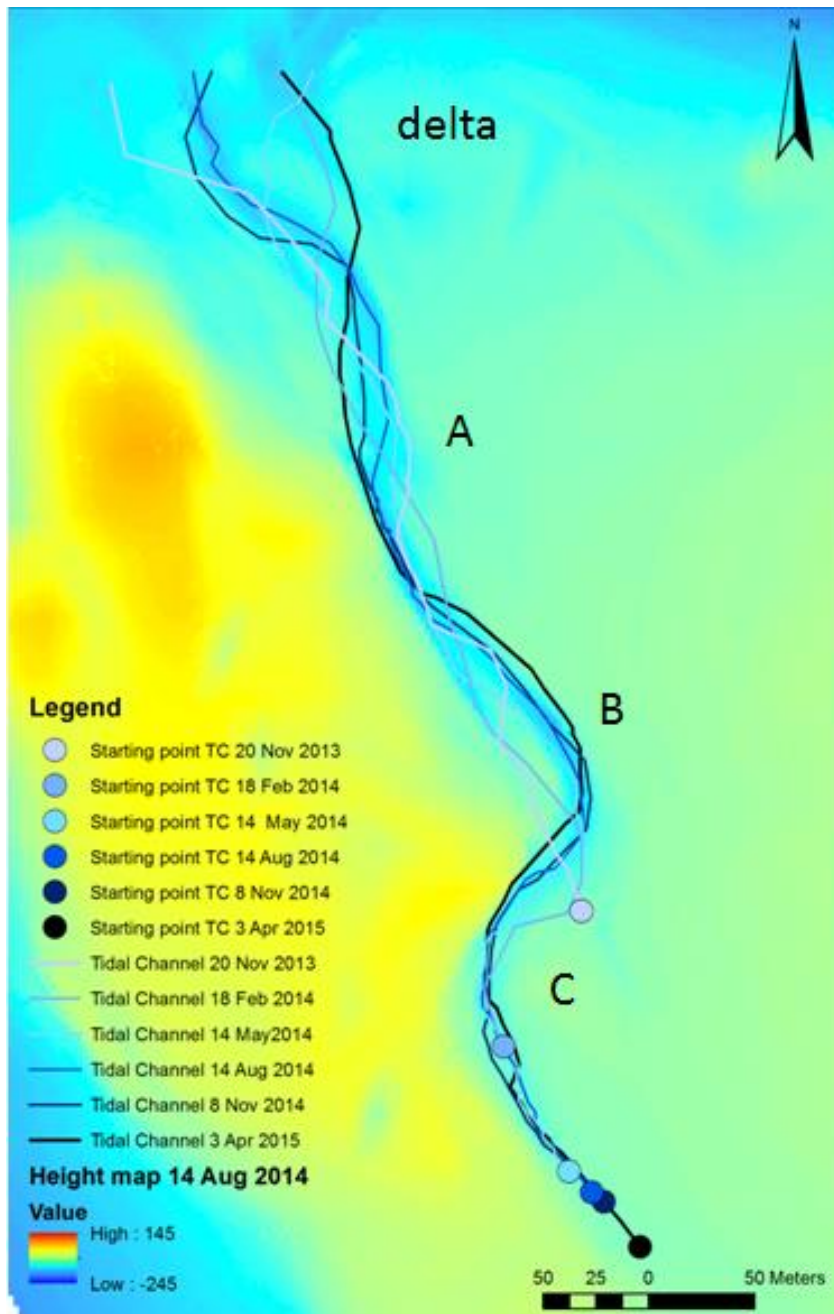 N
delta
A
B
C
Legend
Starting point TC 20 Nov 2013
Starting point TC 18 Feb 2014
Starting point TC 14  May 2014
Starting point TC 14 Aug 2014
Starting point TC 8 Nov 2014
Starting point TC 3 Apr 2015
Tidal Channel 20 Nov 2013
Tidal Channel 18 Feb 2014
Tidal Channel 14 May2014
Tidal Channel 14 Aug 2014
Tidal Channel 8 Nov 2014
Tidal Channel 3 Apr 2015
Height map 14 Aug 2014
Value
High : 145
Low : -245
50 25 0 50 Meters